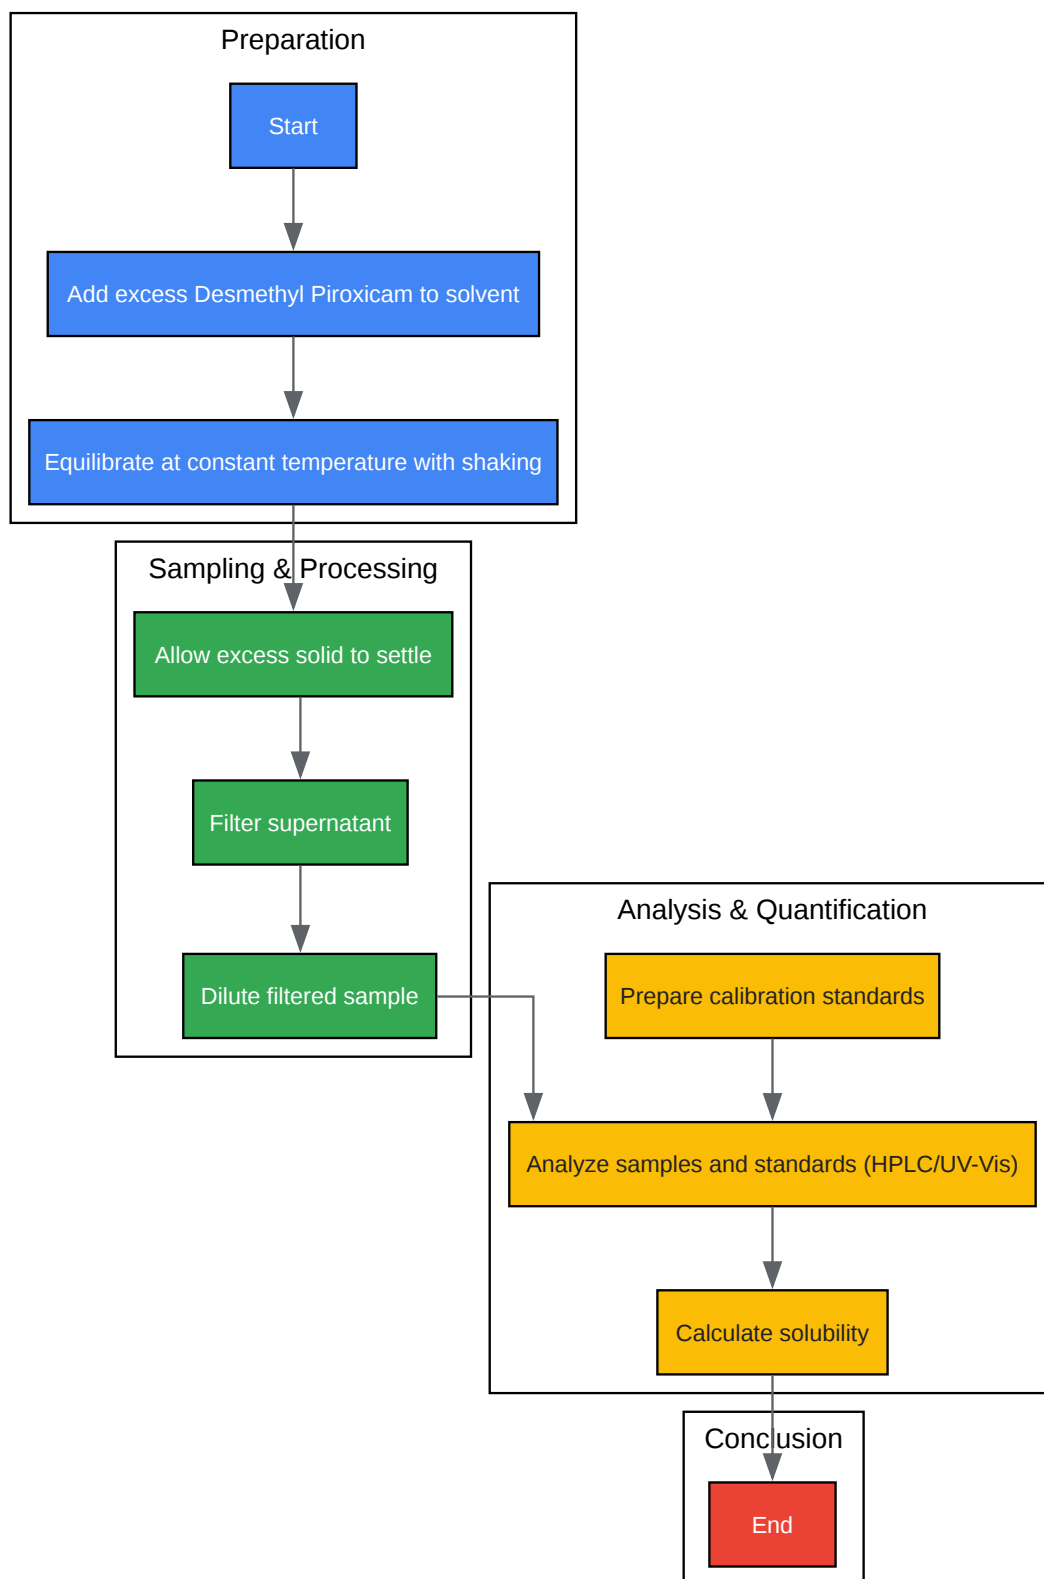 Preparation
Start
Add excess Desmethyl Piroxicam to solvent
Equilibrate at constant temperature with shaking
Sampling & Processing
Allow excess solid to settle
Filter supernatant
Dilute filtered sample
Analysis & Quantification
Prepare calibration standards
Analyze samples and standards (HPLC/UV-Vis)
Calculate solubility
Conclusion
End